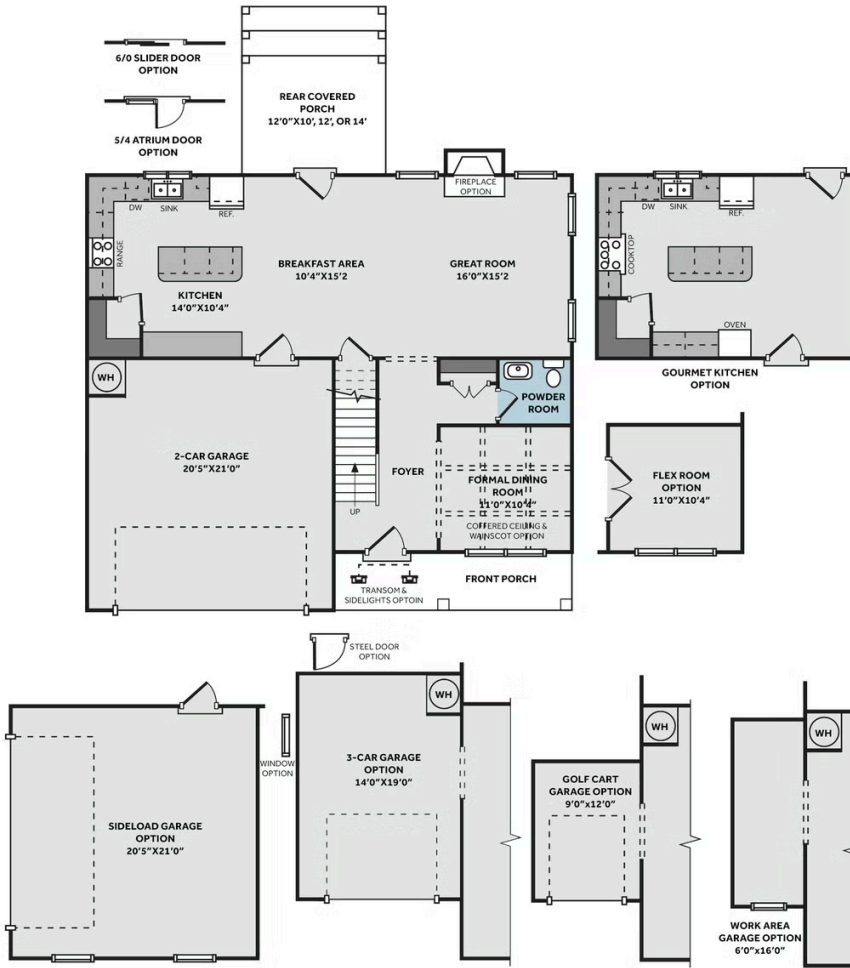 6/0 SLIDER DOOR
OPTION
5/4 ATRIUM DOOR
OPTION
REAR COVERED
PORCH
12'0"X10', 12', OR 14'
FIREPLACE
OPTION
DW
SINK
REF.
RANGE
KITCHEN
14'0"X10'4"
BREAKFAST AREA
10'4"X15'2
GREAT ROOM
16'0"X15'2
DW
SINK
REF.
COOKTOP
OVEN
GOURMET KITCHEN
OPTION
WH
2-CAR GARAGE
20'5"X21'0"
UP
FOYER
POWDER
ROOM
FORMAL DINING
ROOM
11'0"X10'4"
COFFERED CEILING &
WAINSCOT OPTION
FLEX ROOM
OPTION
11'0"X10'4"
TRANSOM &
SIDELIGHTS OPTOIN
FRONT PORCH
STEEL DOOR
OPTION
WINDOW
OPTION
SIDELOAD GARAGE
OPTION
20'5"X21'0"
WH
3-CAR GARAGE
OPTION
14'0"X19'0"
WH
GOLF CART
GARAGE OPTION
9'0"x12'0"
WH
WORK AREA
GARAGE OPTION
6'0"x16'0"